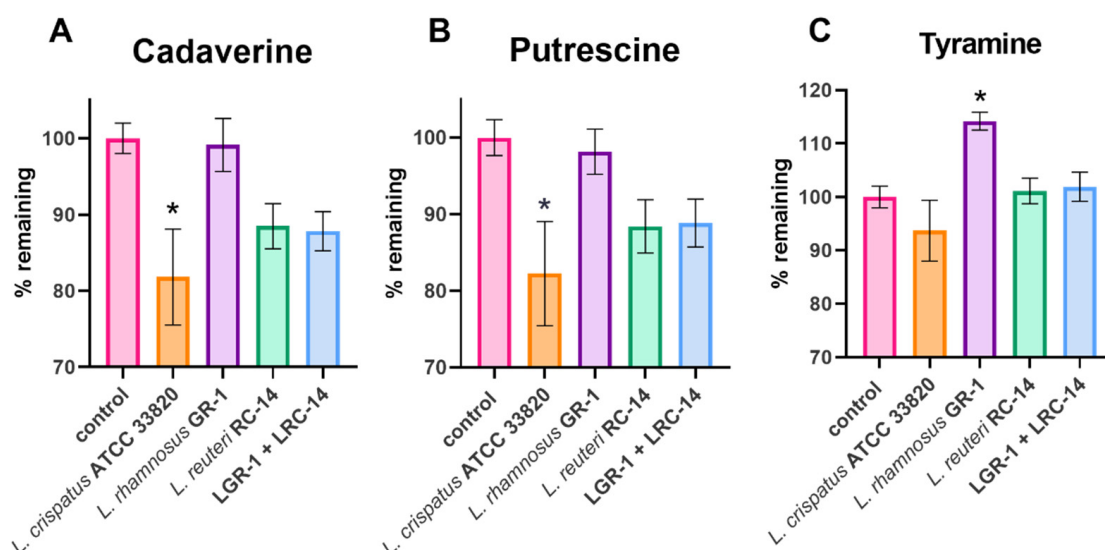 A
Cadaverine
% remaining
100
90
80
70
*
control
L. crispatus ATCC 33820
L. rhamnosus GR-1
L. reuteri RC-14
LGR-1 + LRC-14
B
Putrescine
% remaining
100
90
80
70
*
control
L. crispatus ATCC 33820
L. rhamnosus GR-1
L. reuteri RC-14
LGR-1 + LRC-14
C
Tyramine
% remaining
120
110
100
90
80
70
*
control
L. crispatus ATCC 33820
L. rhamnosus GR-1
L. reuteri RC-14
LGR-1 + LRC-14